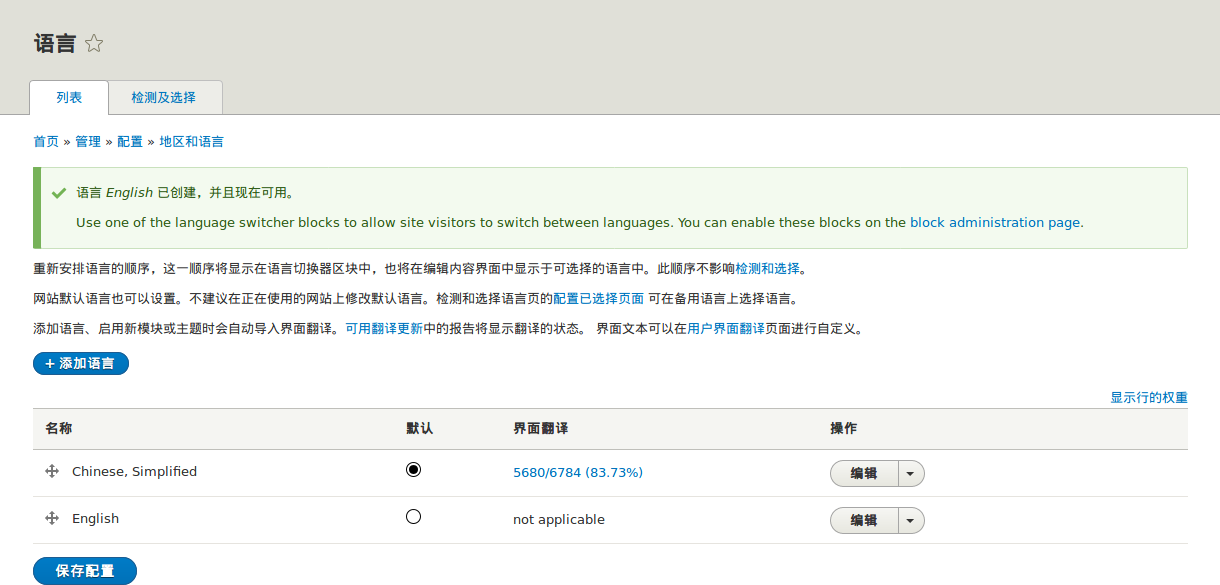 语言
列表 检测及选择
首页 » 管理 » 配置 » 地区和语言
语言 English 已创建，并且现在可用。
Use one of the language switcher blocks to allow site visitors to switch between languages. You can enable these blocks on the block administration page.
重新安排语言的顺序，这一顺序将显示在语言切换器区块中，也将在编辑内容界面中显示于可选择的语言中。此顺序不影响检测和选择。
网站默认语言也可以设置。不建议在正在使用的网站上修改默认语言。检测和选择语言页的配置已选择页面 可在备用语言上选择语言。
添加语言、启用新模块或主题时会自动导入界面翻译。可用翻译更新中的报告将显示翻译的状态。 界面文本可以在用户界面翻译页面进行自定义。
+ 添加语言
显示行的权重
名称 默认 界面翻译 操作
Chinese, Simplified 5680/6784 (83.73%) 编辑
English not applicable 编辑
保存配置